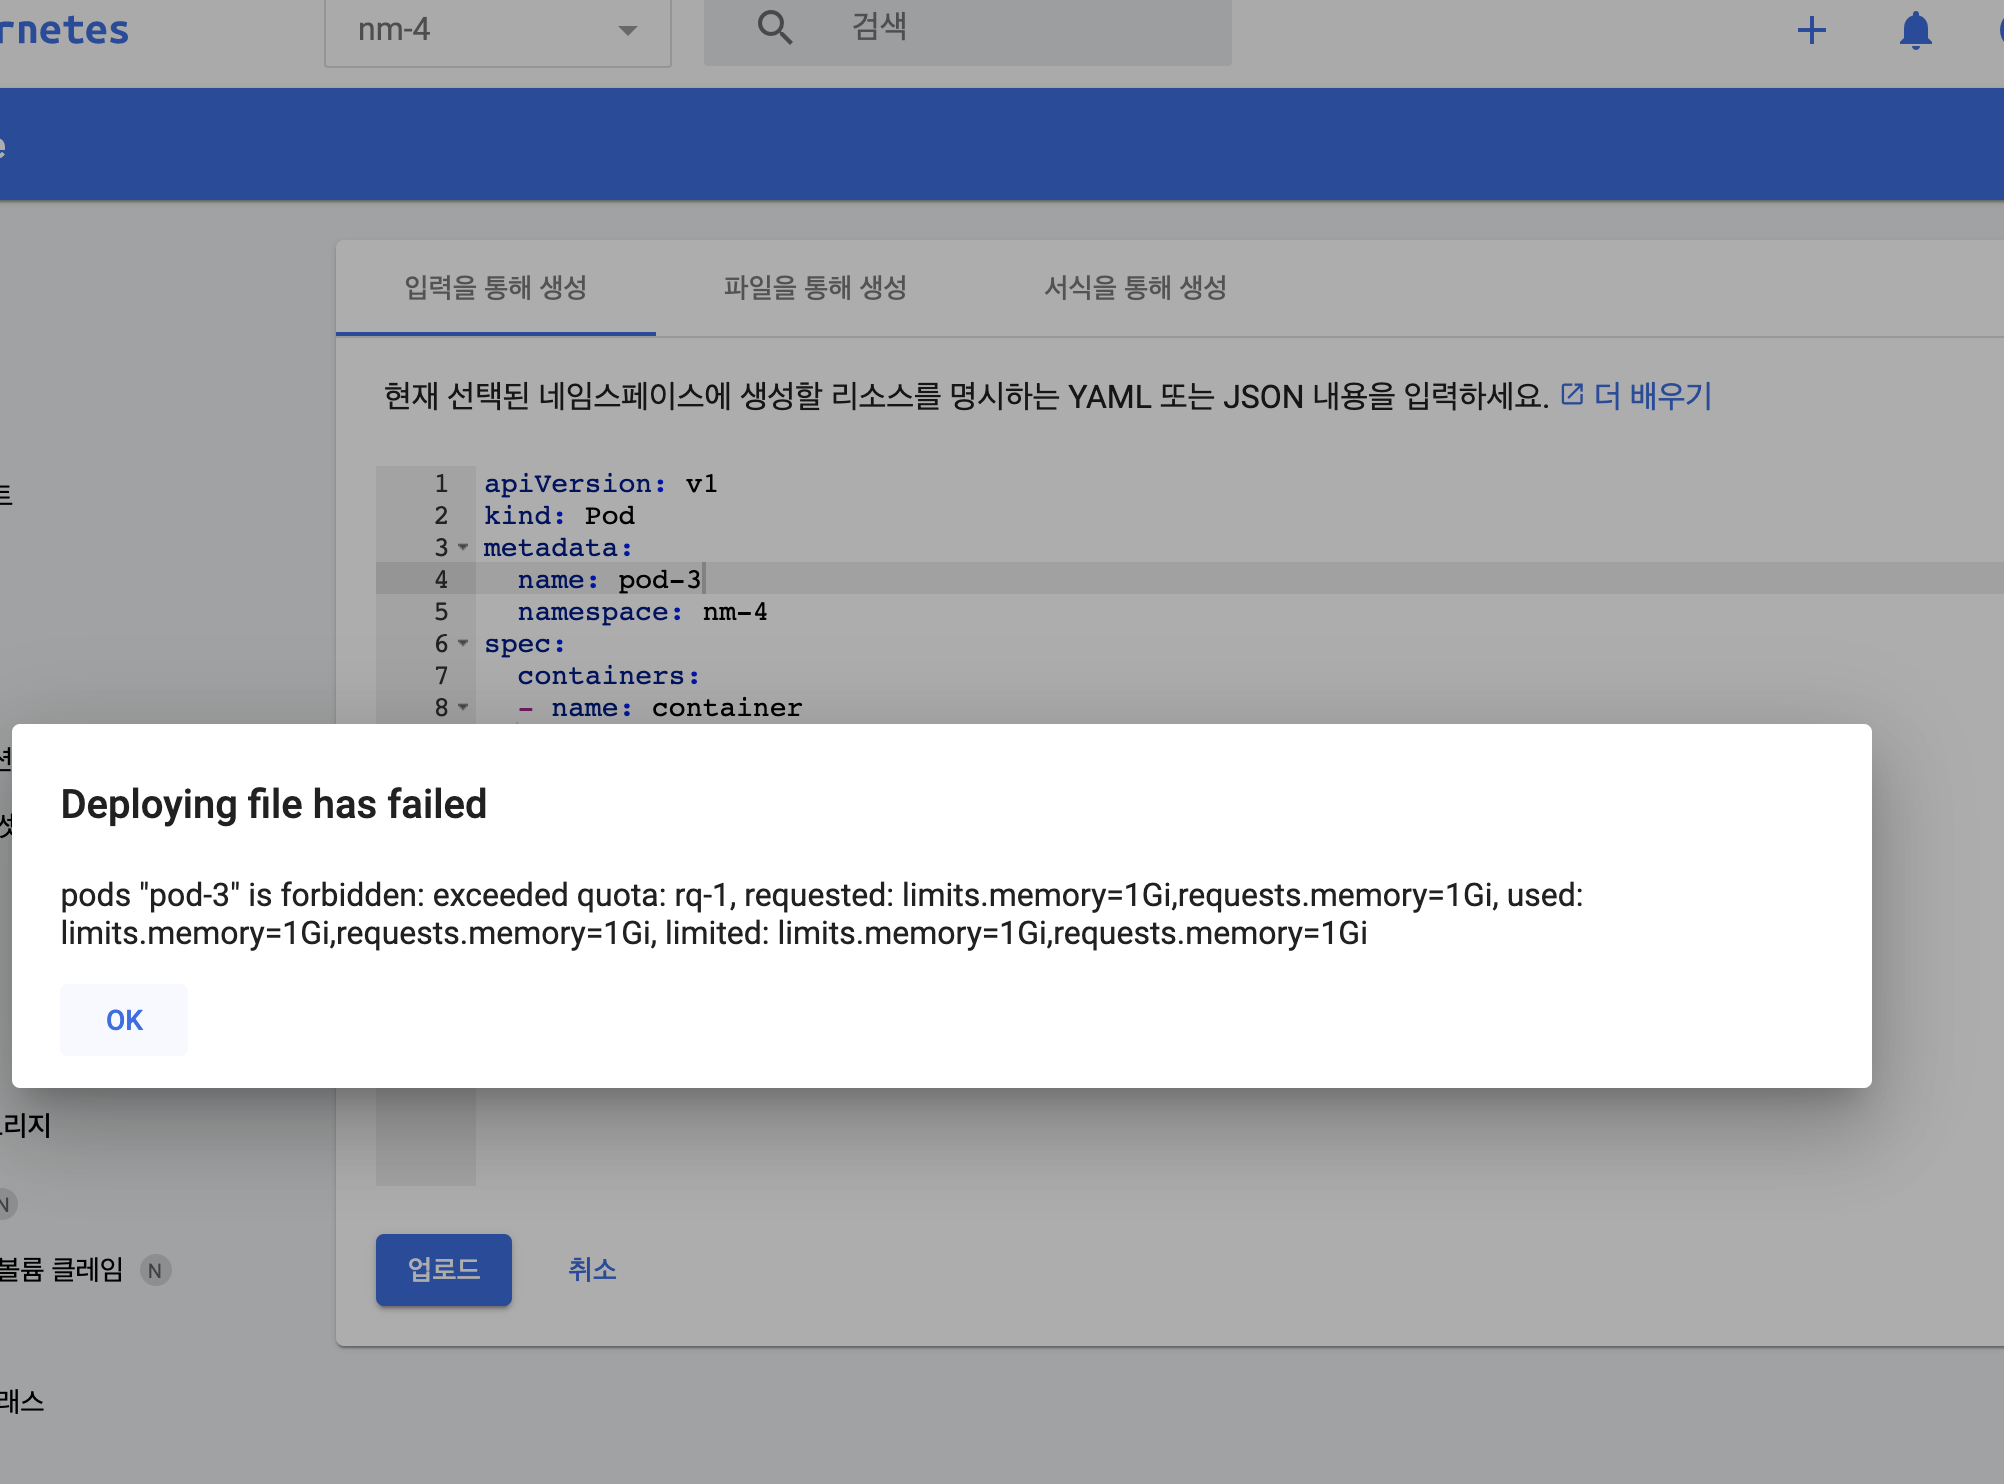 rnetes
nm-4
검색
입력을 통해 생성
파일을 통해 생성
서식을 통해 생성
현재 선택된 네임스페이스에 생성할 리소스를 명시하는 YAML 또는 JSON 내용을 입력하세요. 더 배우기
1 apiVersion: v1
2 kind: Pod
3 metadata:
4 name: pod-3
5 namespace: nm-4
6 spec:
7 containers:
8 - name: container
Deploying file has failed
pods "pod-3" is forbidden: exceeded quota: rq-1, requested: limits.memory=1Gi,requests.memory=1Gi, used:
limits.memory=1Gi,requests.memory=1Gi, limited: limits.memory=1Gi,requests.memory=1Gi
OK
리지
N
볼륨 클레임 N
업로드
취소
래스